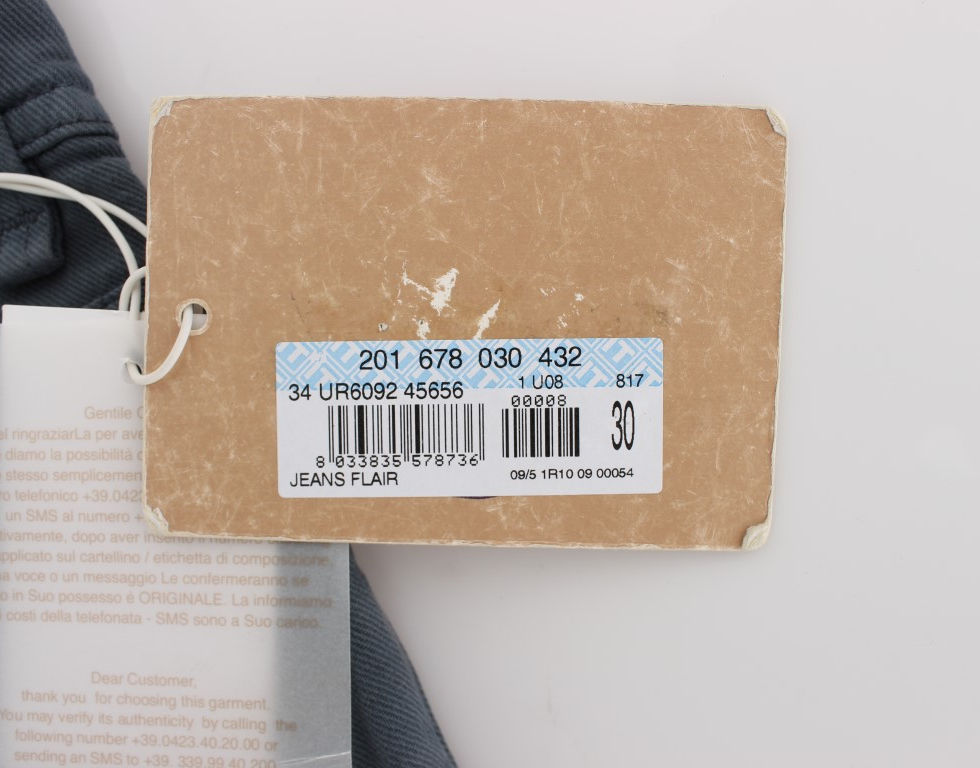 201 678 030 432
34 UR6092 45656 1 U08 817
00008
30
8 033835 578736
JEANS FLAIR 09/5 1R10 09 00054
Gentile
ringraziarLa per
diamo la possibilità
stesso
telefonico +39.042
un SMS al numero +
dopo aver inserito il
applicato sul cartellino / etichetta di composizione,
voce o un messaggio Le confermeranno se
in Suo possesso è ORIGINALE. La informiamo
costi della telefonata - SMS sono a Suo carico.
Dear Customer,
thank you for choosing this garment.
You may verify its authenticity by calling the
following number +39.0423.40.20.00 or
sending an SMS to +39. 339.99.40.200